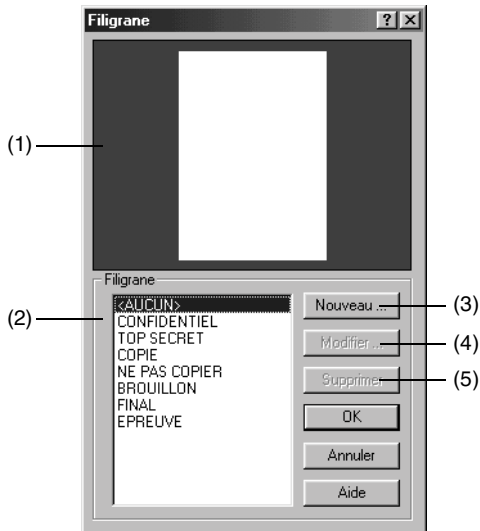 Filigrane
(1)
Filigrane
(2)
<AUCUN>
CONFIDENTIEL
TOP SECRET
COPIE
NE PAS COPIER
BROUILLON
FINAL
EPREUVE
Nouveau ... (3)
Modifier ... (4)
Supprimer (5)
OK
Annuler
Aide